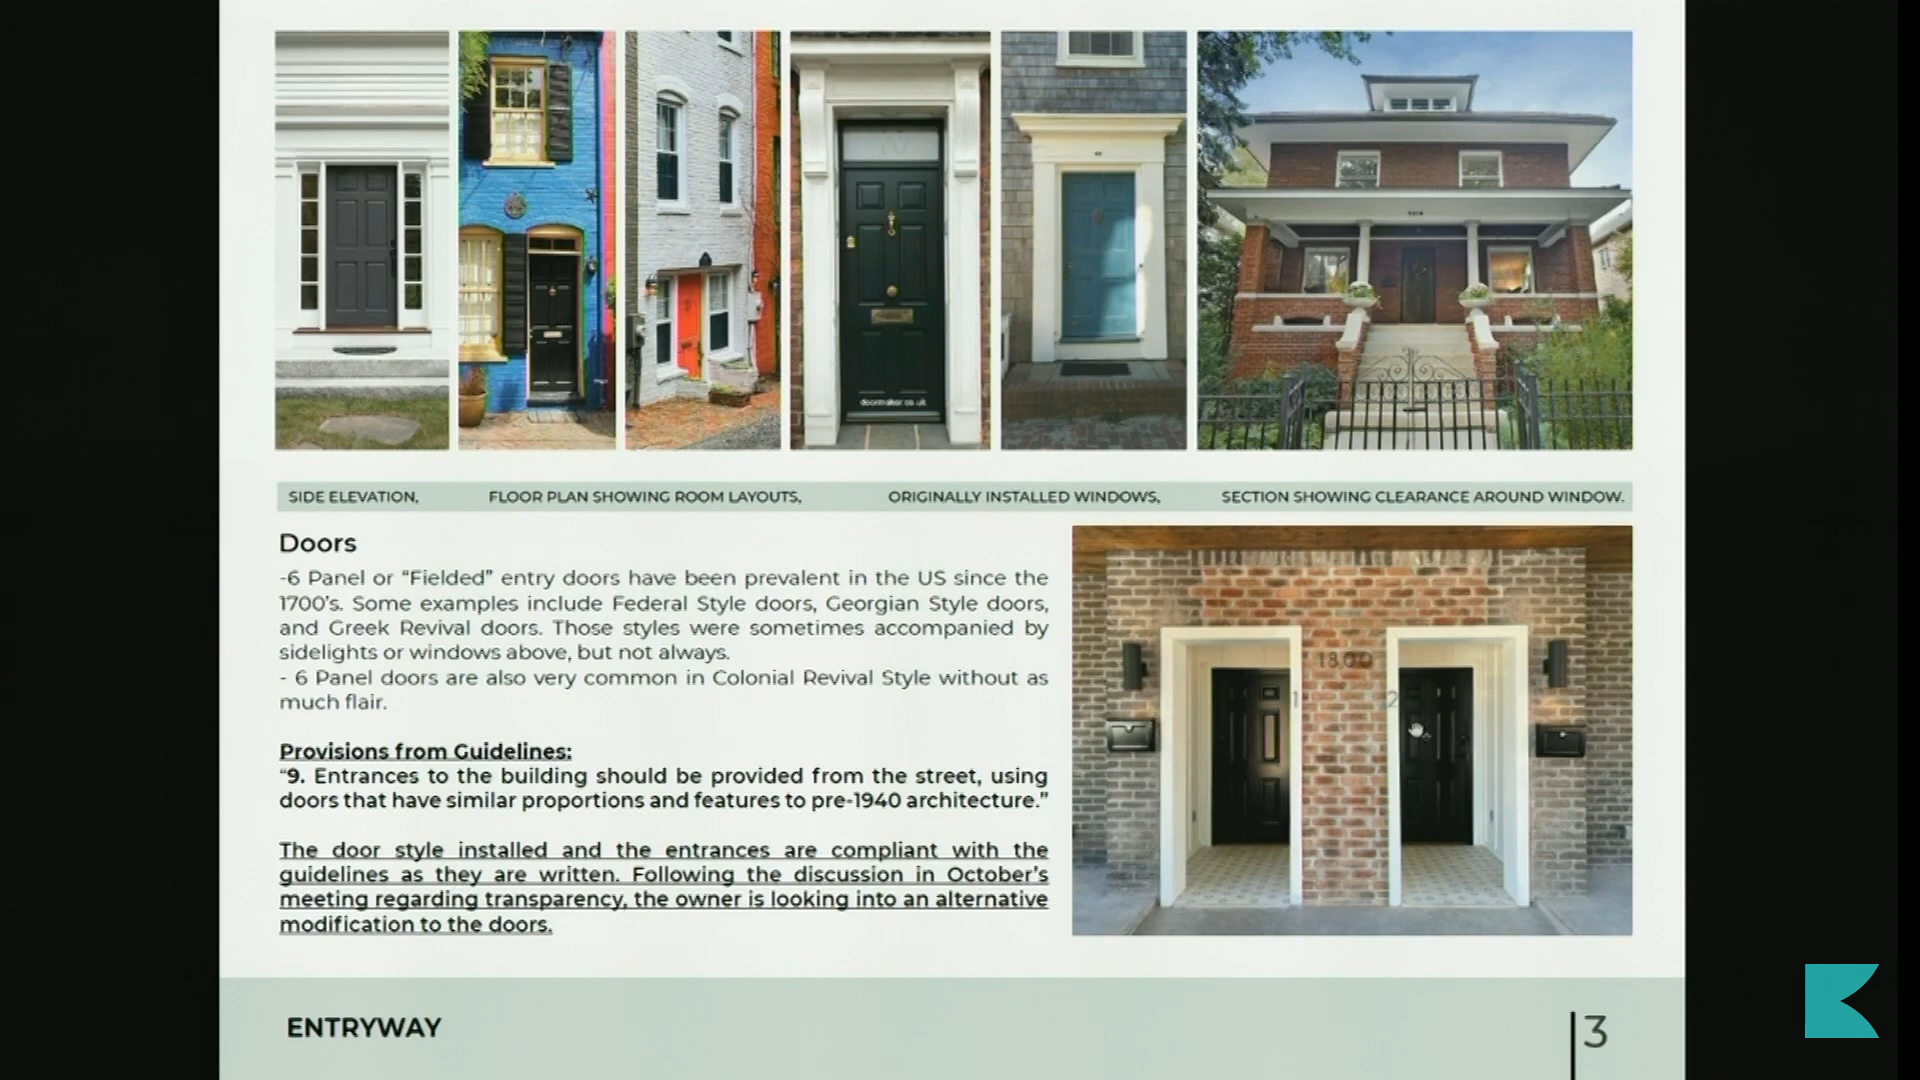 doormaker.co.uk
SIDE ELEVATION,
FLOOR PLAN SHOWING ROOM LAYOUTS,
ORIGINALLY INSTALLED WINDOWS,
SECTION SHOWING CLEARANCE AROUND WINDOW.
Doors
-6 Panel or “Fielded” entry doors have been prevalent in the US since the
1700’s. Some examples include Federal Style doors, Georgian Style doors,
and Greek Revival doors. Those styles were sometimes accompanied by
sidelights or windows above, but not always.
- 6 Panel doors are also very common in Colonial Revival Style without as
much flair.
Provisions from Guidelines:
“9. Entrances to the building should be provided from the street, using
doors that have similar proportions and features to pre-1940 architecture.”
The door style installed and the entrances are compliant with the
guidelines as they are written. Following the discussion in October’s
meeting regarding transparency, the owner is looking into an alternative
modification to the doors.
1800
1
2
ENTRYWAY
3